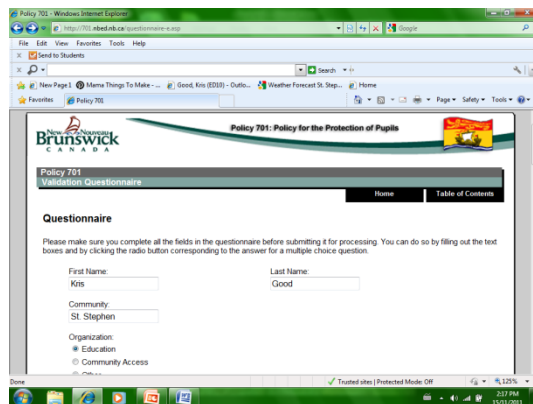 Policy 701 - Windows Internet Explorer
http://701.nbed.nb.ca/questionnaire-e.asp
Google
File Edit View Favorites Tools Help
Send to Students
Search
New Page 1 Meme Things To Make - ... Good, Kris (ED10) - Outlo... Weather Forecast St. Step... Home
Favorites Policy 701 Page Safety Tools
New Nouveau Brunswick
CANADA
Policy 701: Policy for the Protection of Pupils
Policy 701
Validation Questionnaire
Home Table of Contents
Questionnaire
Please make sure you complete all the fields in the questionnaire before submitting it for processing. You can do so by filling out the text
boxes and by clicking the radio button corresponding to the answer for a multiple choice question.
First Name: Last Name:
Kris Good
Community:
St. Stephen
Organization:
Education
Community Access
Other
Done Trusted sites | Protected Mode: Off 125%
2:17 PM
15/11/2011